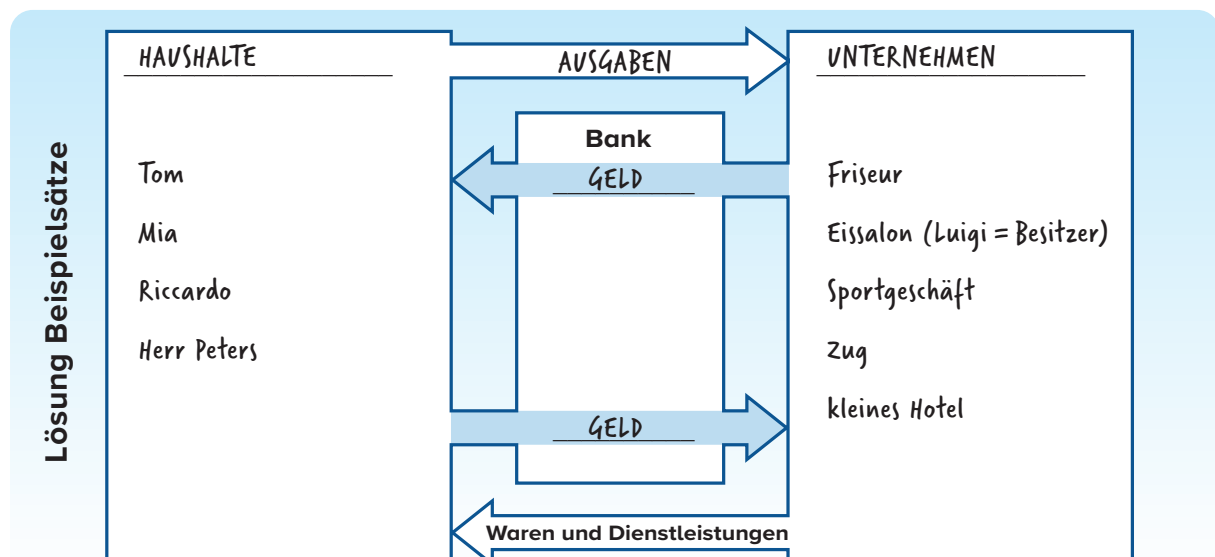 Lösung Beispielsätze
HAUSHALTE
AUSGABEN
UNTERNEHMEN
Bank
GELD
Tom
Mia
Riccardo
Herr Peters
Friseur
Eissalon (Luigi = Besitzer)
Sportgeschäft
Zug
kleines Hotel
GELD
Waren und Dienstleistungen